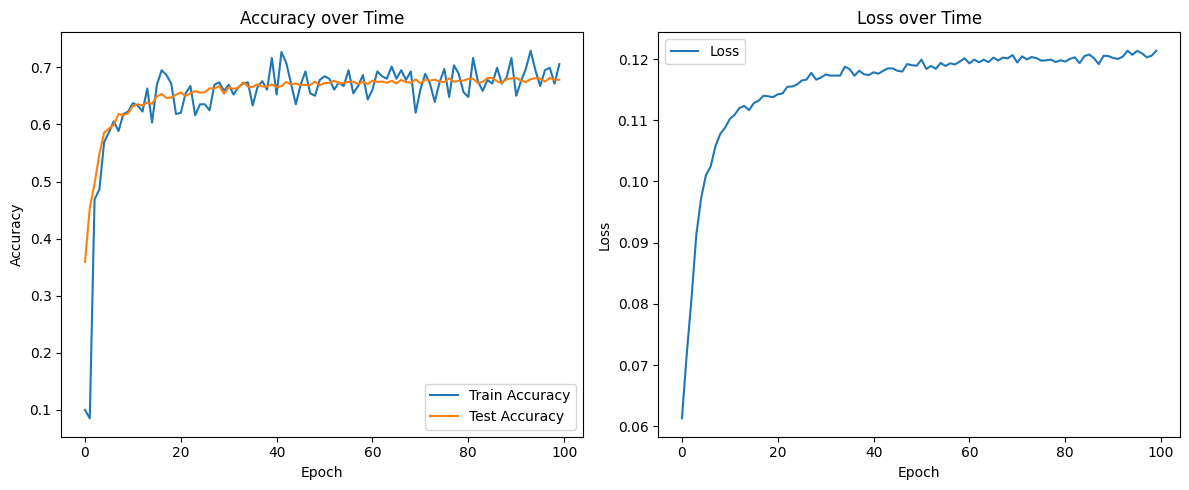 Accuracy over Time
Accuracy
0.7
0.6
0.5
0.4
0.3
0.2
0.1
0 20 40 60 80 100
Epoch
Train Accuracy
Test Accuracy
Loss over Time
Loss
Loss
0.12
0.11
0.10
0.09
0.08
0.07
0.06
0 20 40 60 80 100
Epoch